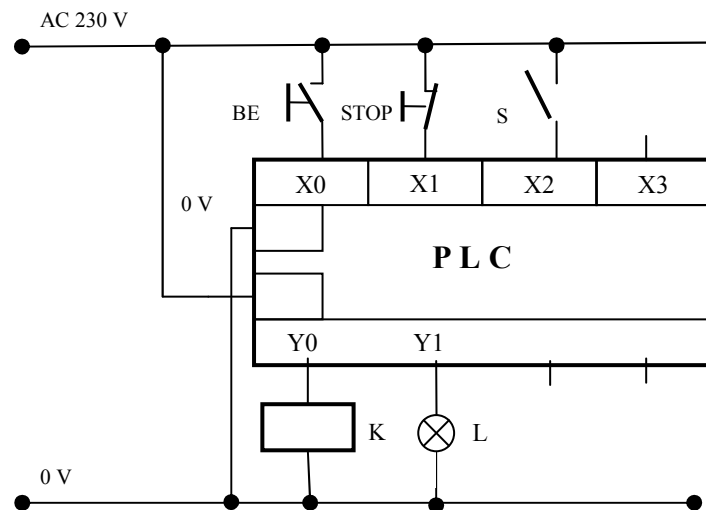 AC 230 V
BE STOP S
X0 X1 X2 X3
0 V
P L C
Y0 Y1
K L
0 V